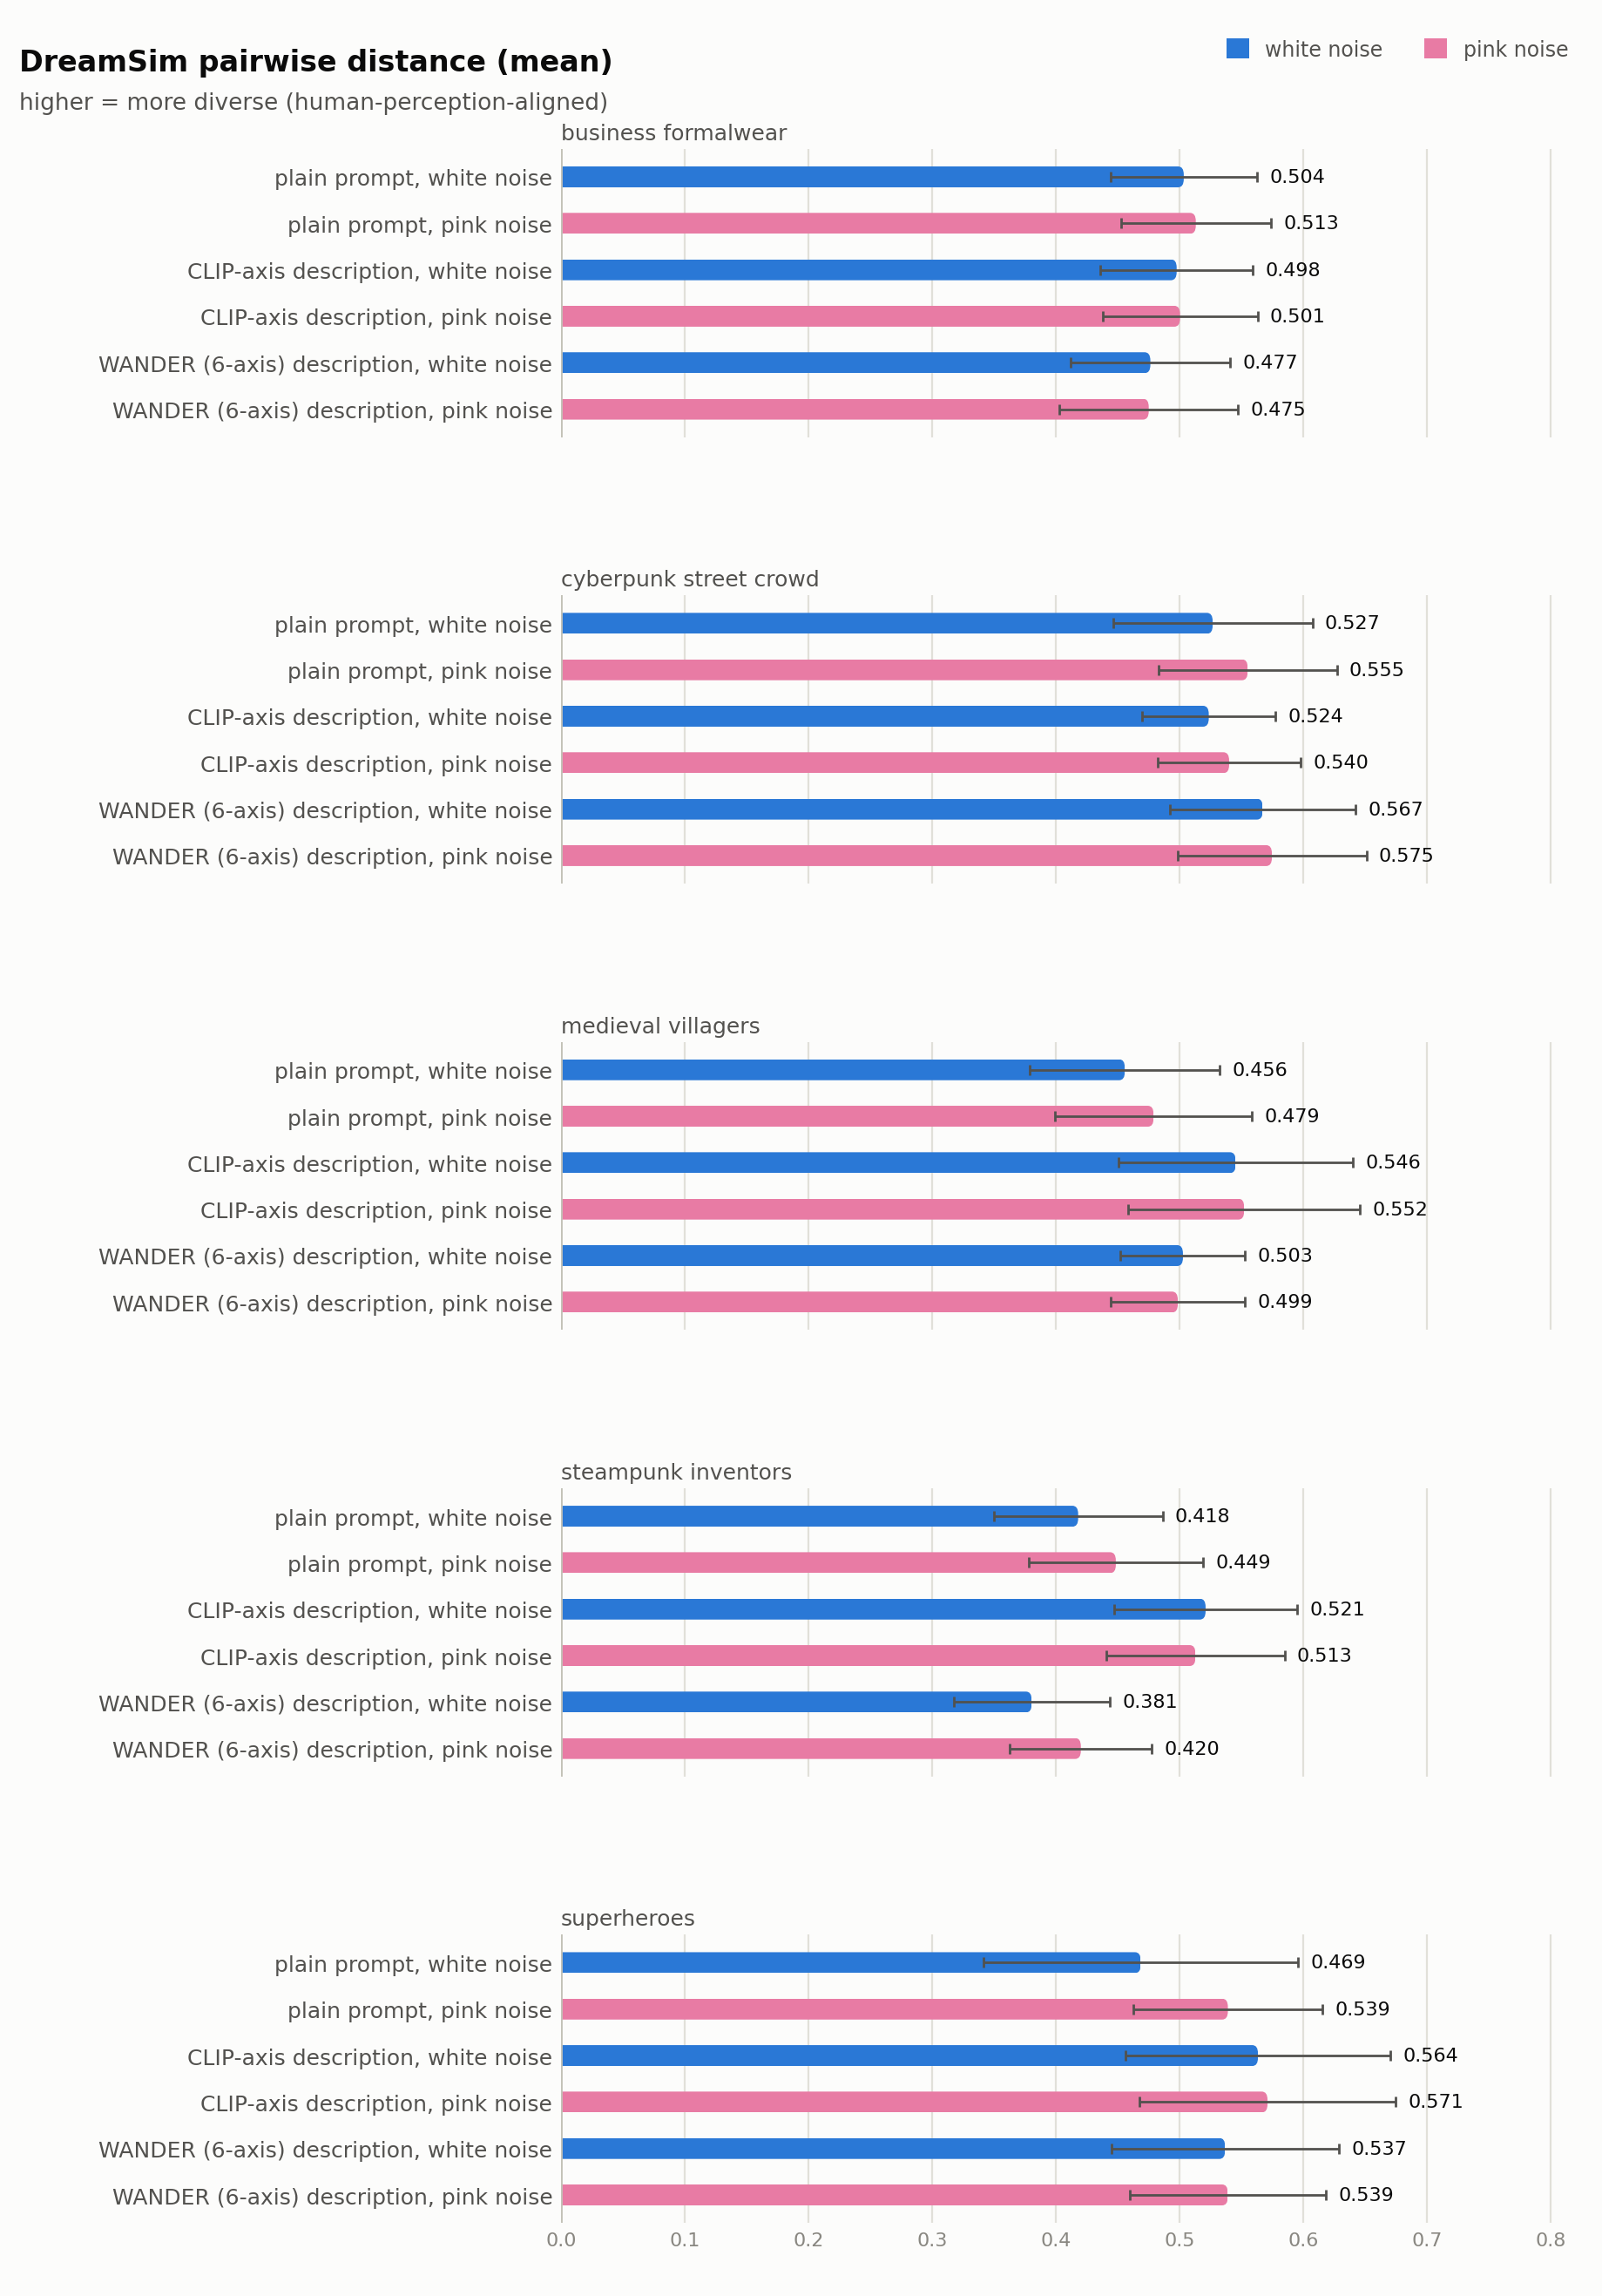 DreamSim pairwise distance (mean)
higher = more diverse (human-perception-aligned)
white noise
pink noise
business formalwear
plain prompt, white noise 0.504
plain prompt, pink noise 0.513
CLIP-axis description, white noise 0.498
CLIP-axis description, pink noise 0.501
WANDER (6-axis) description, white noise 0.477
WANDER (6-axis) description, pink noise 0.475
cyberpunk street crowd
plain prompt, white noise 0.527
plain prompt, pink noise 0.555
CLIP-axis description, white noise 0.524
CLIP-axis description, pink noise 0.540
WANDER (6-axis) description, white noise 0.567
WANDER (6-axis) description, pink noise 0.575
medieval villagers
plain prompt, white noise 0.456
plain prompt, pink noise 0.479
CLIP-axis description, white noise 0.546
CLIP-axis description, pink noise 0.552
WANDER (6-axis) description, white noise 0.503
WANDER (6-axis) description, pink noise 0.499
steampunk inventors
plain prompt, white noise 0.418
plain prompt, pink noise 0.449
CLIP-axis description, white noise 0.521
CLIP-axis description, pink noise 0.513
WANDER (6-axis) description, white noise 0.381
WANDER (6-axis) description, pink noise 0.420
superheroes
plain prompt, white noise 0.469
plain prompt, pink noise 0.539
CLIP-axis description, white noise 0.564
CLIP-axis description, pink noise 0.571
WANDER (6-axis) description, white noise 0.537
WANDER (6-axis) description, pink noise 0.539
0.0 0.1 0.2 0.3 0.4 0.5 0.6 0.7 0.8